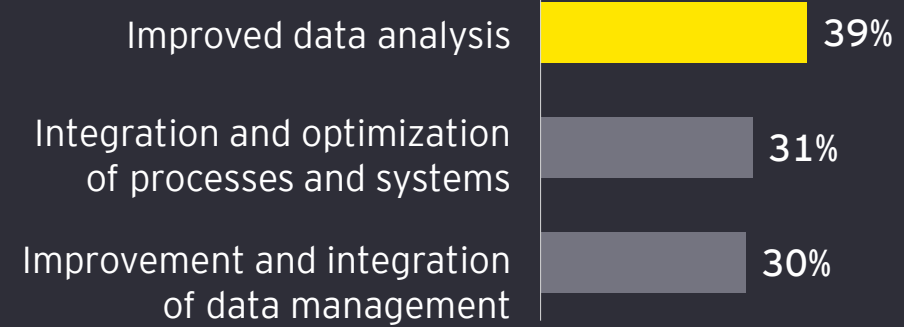 Improved data analysis 39%
Integration and optimization
of processes and systems 31%
Improvement and integration
of data management 30%